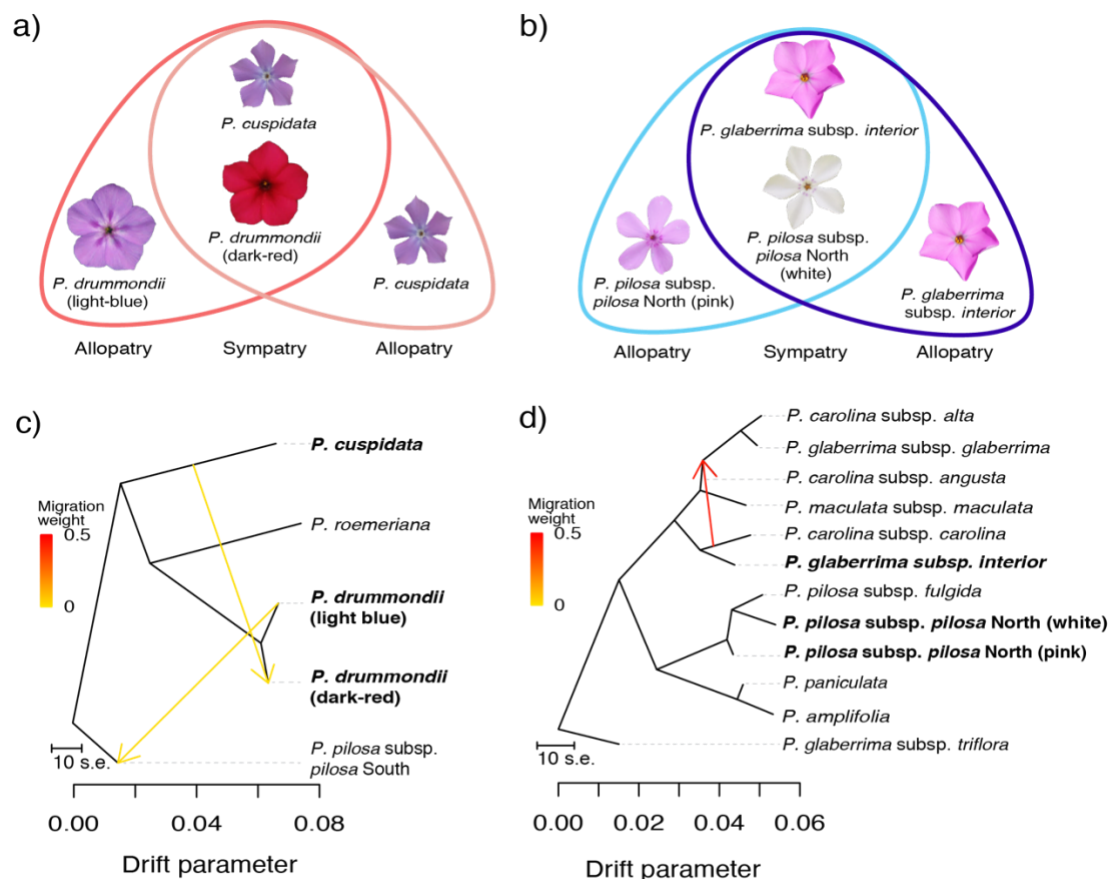 a)
P. cuspidata
P. drummondii
(dark-red)
P. drummondii
(light-blue)
P. cuspidata
Allopatry
Sympatry
Allopatry
b)
P. glaberrima subsp. interior
P. pilosa subsp.
pilosa North
(white)
P. pilosa subsp.
pilosa North (pink)
P. glaberrima
subsp. interior
Allopatry
Sympatry
Allopatry
c)
P. cuspidata
Migration
weight
0.5
0
P. roemeriana
P. drummondii
(light blue)
P. drummondii
(dark-red)
P. pilosa subsp.
pilosa South
10 s.e.
0.00
0.04
0.08
Drift parameter
d)
P. carolina subsp. alta
P. glaberrima subsp. glaberrima
P. carolina subsp. angusta
P. maculata subsp. maculata
P. carolina subsp. carolina
P. glaberrima subsp. interior
P. pilosa subsp. fulgida
P. pilosa subsp. pilosa North (white)
P. pilosa subsp. pilosa North (pink)
P. paniculata
P. amplifolia
P. glaberrima subsp. triflora
Migration
weight
0.5
0
10 s.e.
0.00
0.02
0.04
0.06
Drift parameter